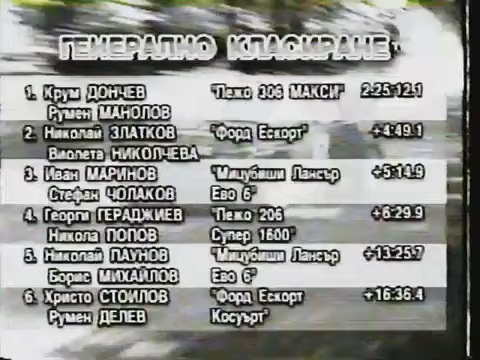 ГЕНЕРАЛНО КЛАСИРАНЕ
1. Крум ДОНЧЕВ "Пежо 306 МАКСИ" 2:25:12.1
Румен МАНОЛОВ
2. Николай ЗЛАТКОВ "Форд Ескорт" +4:49.1
Виолета НИКОЛЧЕВА
3. Иван МАРИНОВ "Мицубиши Лансър +5:14.9
Стефан ЧОЛАКОВ Ево 6"
4. Георги ГЕРАДЖИЕВ "Пежо 206 +6:29.9
Никола ПОПОВ Супер 1600"
5. Николай ПАУНОВ "Мицубиши Лансър +13:25.7
Борис МИХАЙЛОВ Ево 6"
6. Христо СТОИЛОВ "Форд Ескорт +16:36.4
Румен ДЕЛЕВ Косуърт"